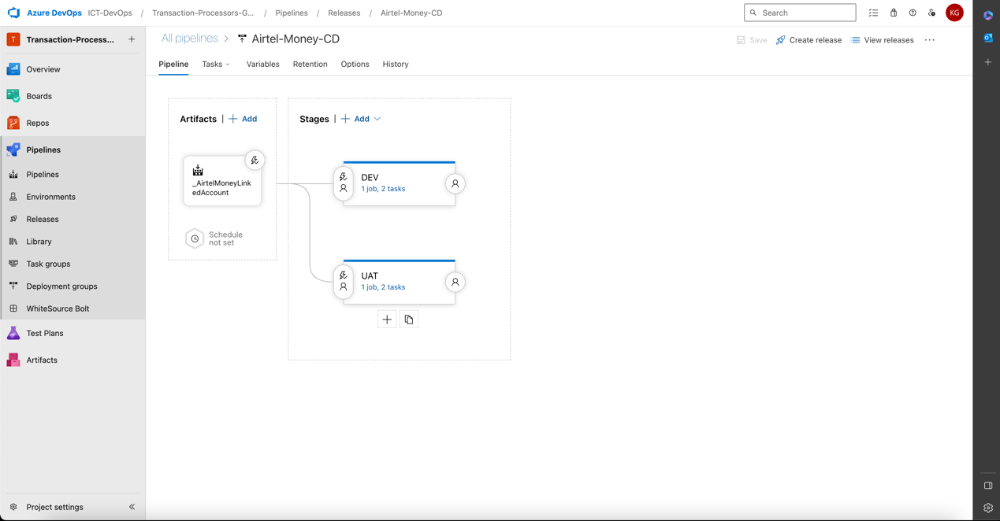 Azure DevOps ICT-DevOps / Transaction-Processors-G... / Pipelines / Releases / Airtel-Money-CD
Search
KG
T Transaction-Process... +
All pipelines > Airtel-Money-CD
Save Create release View releases ...
Pipeline Tasks Variables Retention Options History
Overview
Boards
Repos
Pipelines
Pipelines
Environments
Releases
Library
Task groups
Deployment groups
WhiteSource Bolt
Test Plans
Artifacts
Project settings
Artifacts | + Add
_AirtelMoneyLink
edAccount
Schedule
not set
Stages | + Add
DEV
1 job, 2 tasks
UAT
1 job, 2 tasks